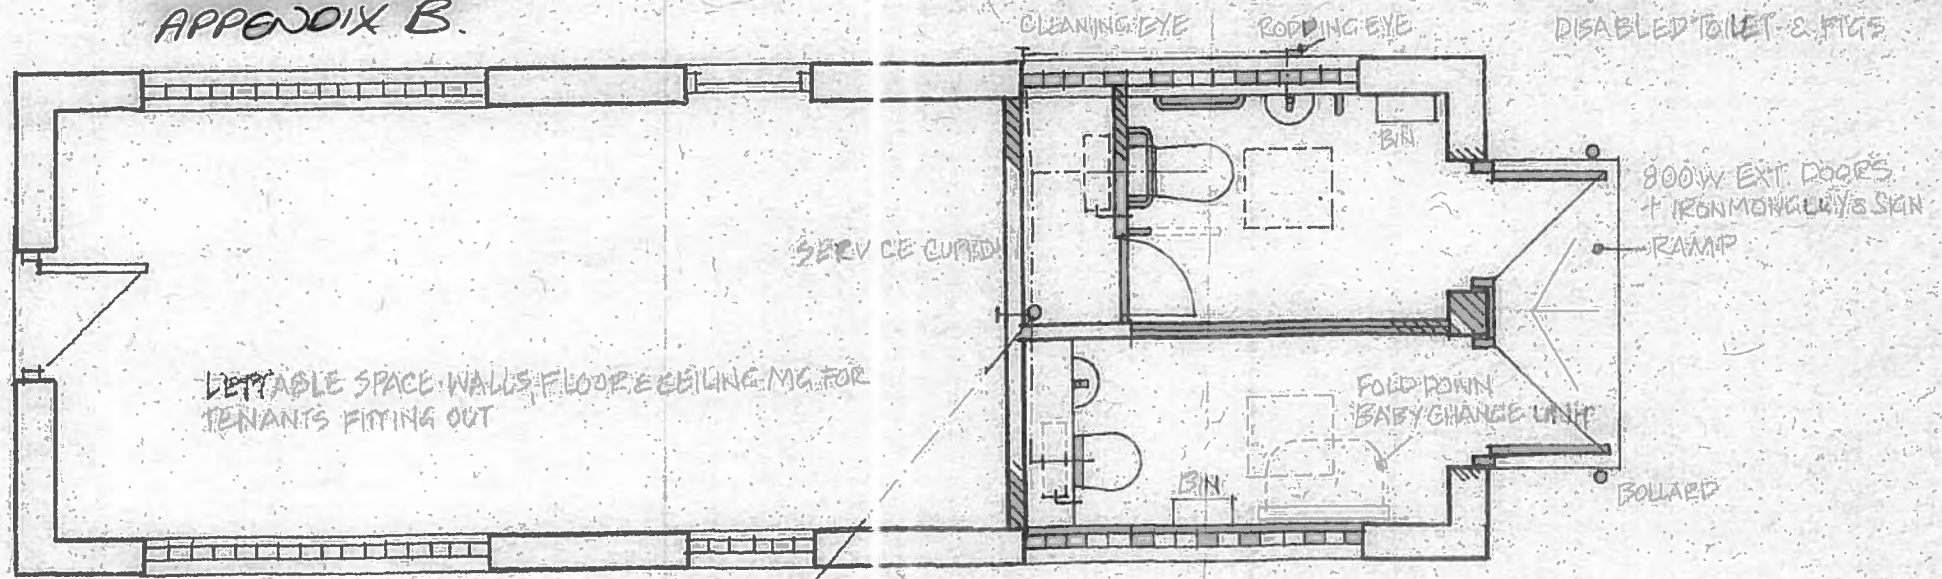 APPENDIX B.
CLEANING EYE
RODDING EYE
DISABLED TOILET & FTGS
BIN
800W EXT. DOORS
+ IRONMONGERY & SIGN
RAMP
SERVICE CUPBD
LETTABLE SPACE WALLS, FLOOR & CEILING MG FOR
TENANTS FITTING OUT
FOLD DOWN
BABY CHANGE UNIT
BIN
BOLLARD